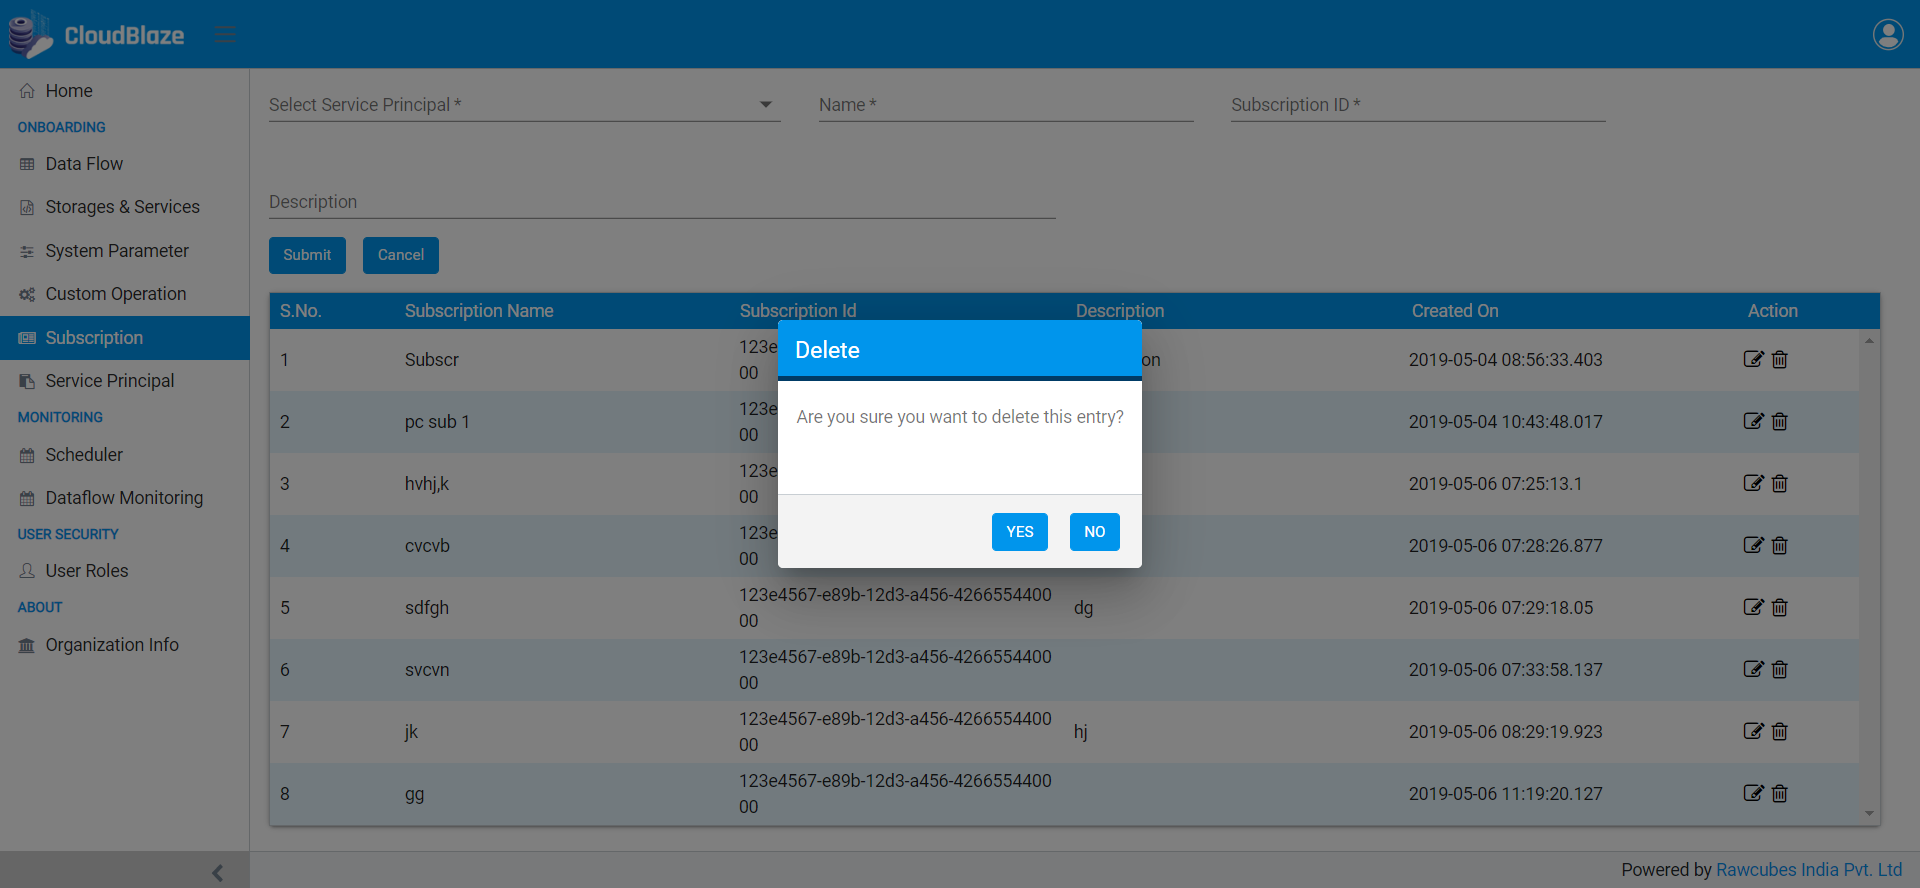 CloudBlaze
Home
ONBOARDING
Data Flow
Storages & Services
System Parameter
Custom Operation
Subscription
Service Principal
MONITORING
Scheduler
Dataflow Monitoring
USER SECURITY
User Roles
ABOUT
Organization Info
Select Service Principal * Name * Subscription ID *
Description
Submit Cancel
S.No. Subscription Name Subscription Id Description Created On Action
1 Subscr 123e on 2019-05-04 08:56:33.403
00
2 pc sub 1 123e 2019-05-04 10:43:48.017
00
3 hvhj,k 123e 2019-05-06 07:25:13.1
00
4 cvcvb 123e 2019-05-06 07:28:26.877
00
5 sdfgh 123e4567-e89b-12d3-a456-4266554400 dg 2019-05-06 07:29:18.05
00
6 svcvn 123e4567-e89b-12d3-a456-4266554400 2019-05-06 07:33:58.137
00
7 jk 123e4567-e89b-12d3-a456-4266554400 hj 2019-05-06 08:29:19.923
00
8 gg 123e4567-e89b-12d3-a456-4266554400 2019-05-06 11:19:20.127
00
Delete
Are you sure you want to delete this entry?
YES NO
Powered by Rawcubes India Pvt. Ltd